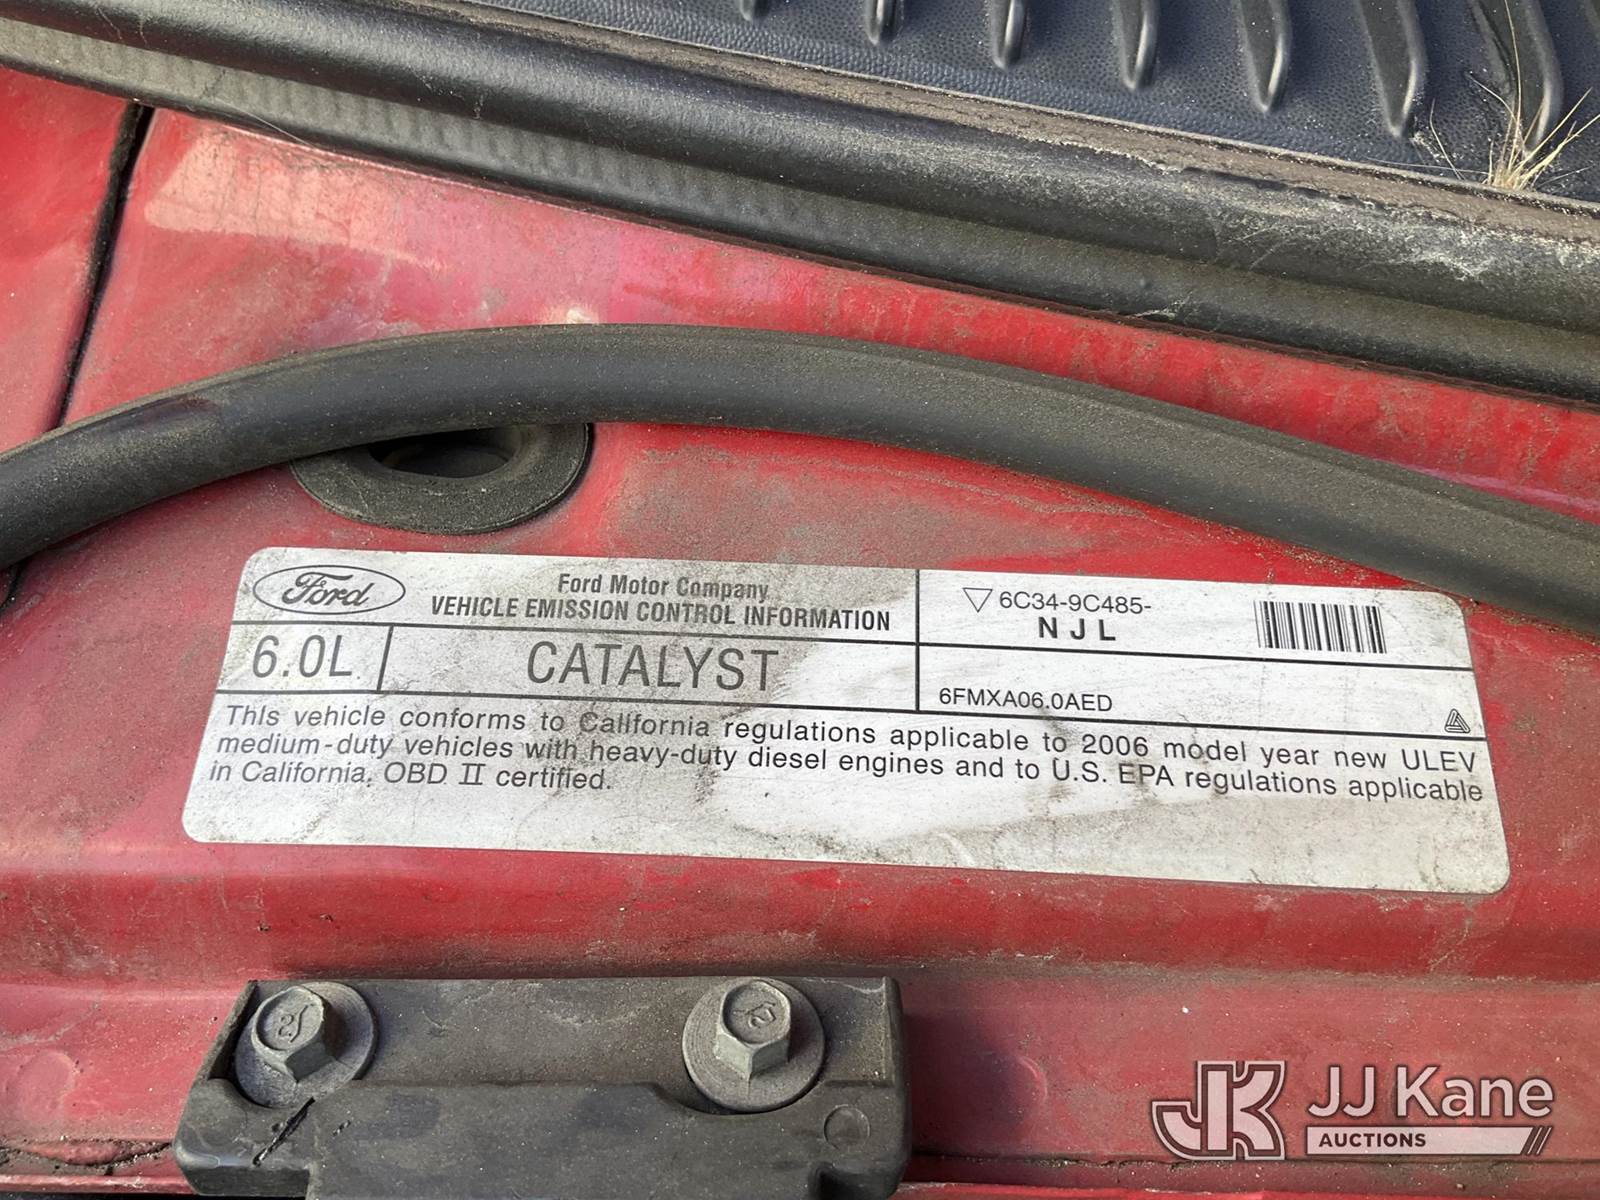 Ford
Ford Motor Company
VEHICLE EMISSION CONTROL INFORMATION
6C34-9C485-
NJL
6.0L
CATALYST
6FMXA06.0AED
This vehicle conforms to California regulations applicable to 2006 model year new ULEV
medium-duty vehicles with heavy-duty diesel engines and to U.S. EPA regulations applicable
in California. OBD II certified.
JK
JJ Kane
AUCTIONS